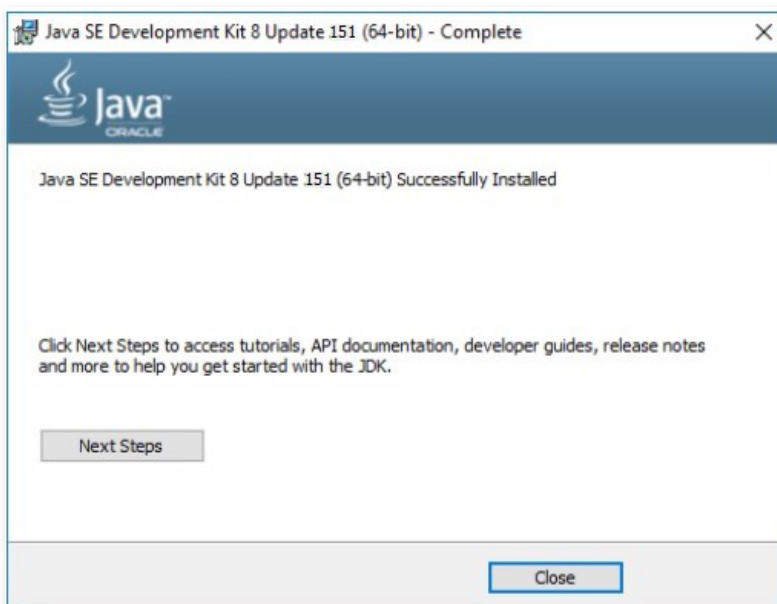 Java SE Development Kit 8 Update 151 (64-bit) - Complete
Java™
ORACLE
Java SE Development Kit 8 Update 151 (64-bit) Successfully Installed
Click Next Steps to access tutorials, API documentation, developer guides, release notes
and more to help you get started with the JDK.
Next Steps
Close